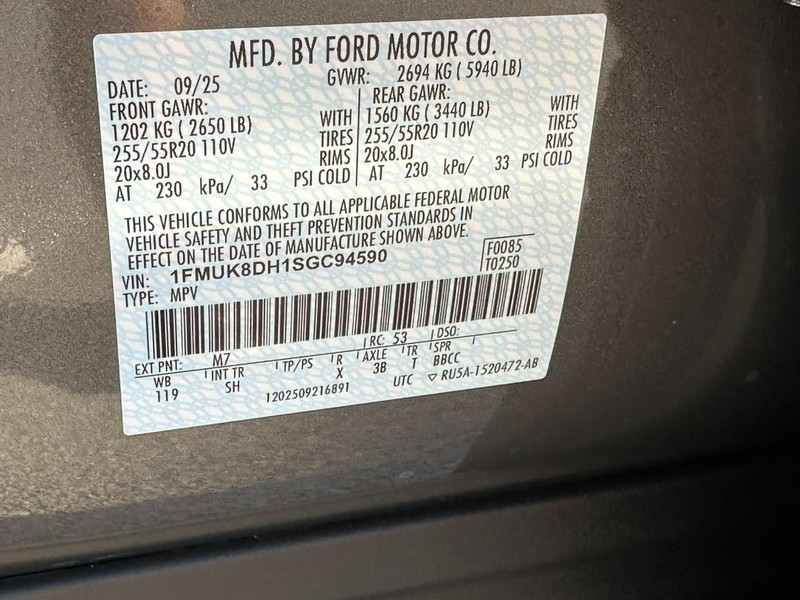 MFD. BY FORD MOTOR CO.
DATE: 09/25 GVWR: 2694 KG ( 5940 LB)
FRONT GAWR: REAR GAWR:
1202 KG ( 2650 LB) WITH 1560 KG ( 3440 LB) WITH
255/55R20 110V TIRES 255/55R20 110V TIRES
20x8.0J RIMS 20x8.0J RIMS
AT 230 kPa/ 33 PSI COLD AT 230 kPa/ 33 PSI COLD
THIS VEHICLE CONFORMS TO ALL APPLICABLE FEDERAL MOTOR
VEHICLE SAFETY AND THEFT PREVENTION STANDARDS IN
EFFECT ON THE DATE OF MANUFACTURE SHOWN ABOVE.
VIN: 1FMUK8DH1SGC94590 F0085
TYPE: MPV T0250
EXT PNT: M7 RC: 53 DSO:
WB INT TR TP/PS R AXLE TR SPR
119 SH X 3B T BBCC
1202509216891 UTC ▽ RU5A-1520472-AB